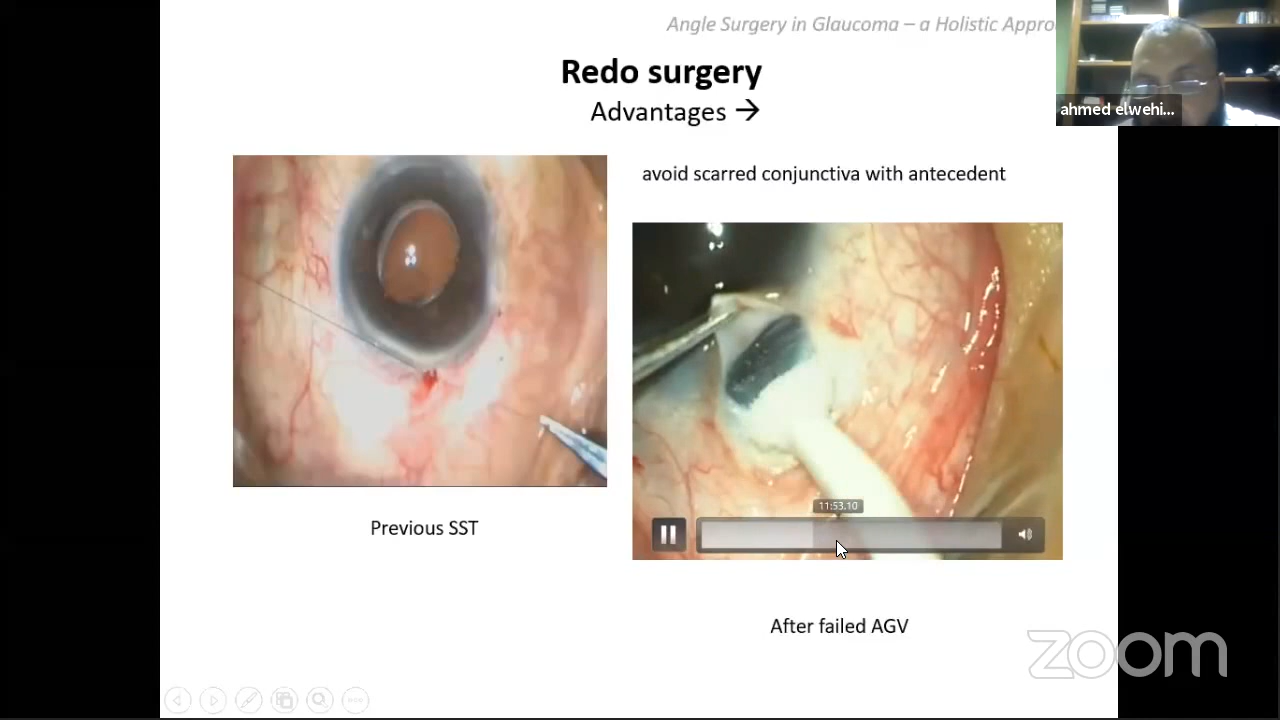 Angle Surgery in Glaucoma – a Holistic Appro
Redo surgery
Advantages →
ahmed elwehi...
avoid scarred conjunctiva with antecedent
11:53.10
Previous SST
After failed AGV
zoom